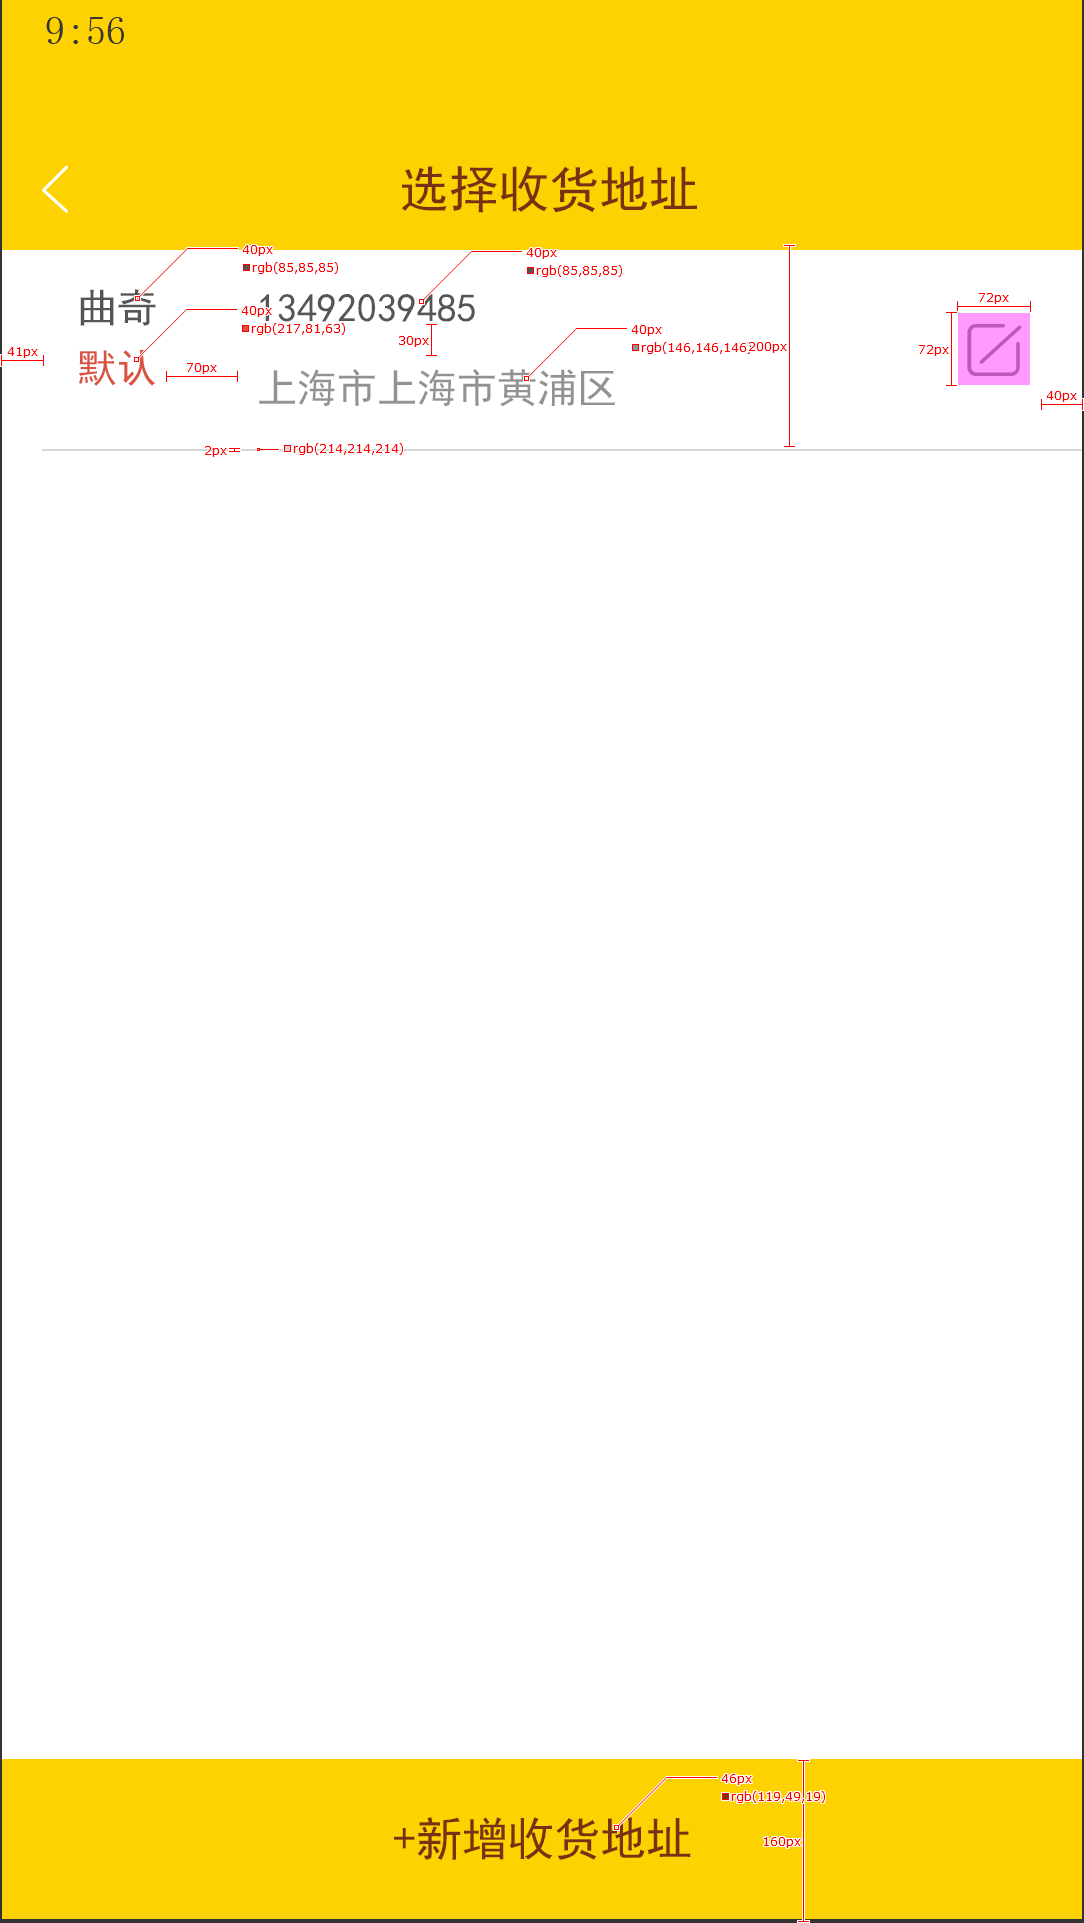 9:56
选择收货地址
40px
rgb(85,85,85)
40px
rgb(85,85,85)
曲奇
13492039485
40px
rgb(217,81,63)
30px
40px
rgb(146,146,146)
200px
72px
72px
41px
默认
70px
上海市上海市黄浦区
40px
2px
rgb(214,214,214)
46px
rgb(119,49,19)
+新增收货地址
160px